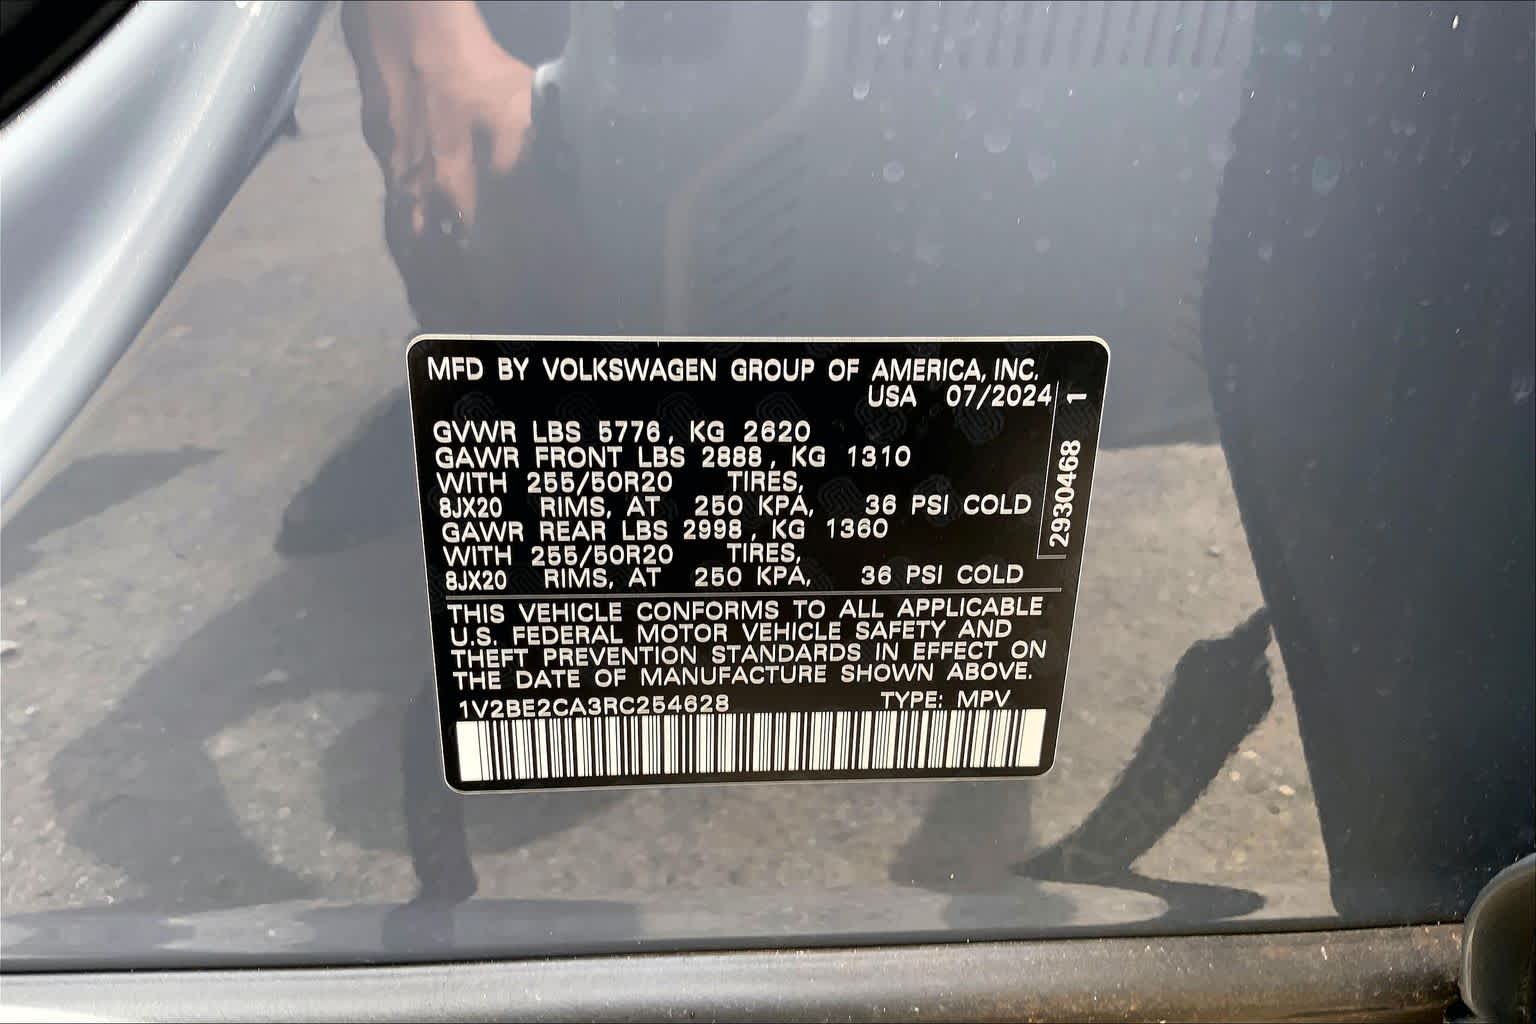 MFD BY VOLKSWAGEN GROUP OF AMERICA, INC.
USA 07/2024
GVWR LBS 5776, KG 2620
GAWR FRONT LBS 2888, KG 1310
WITH 255/50R20 TIRES,
8JX20 RIMS, AT 250 KPA, 36 PSI COLD
GAWR REAR LBS 2998, KG 1360
WITH 255/50R20 TIRES,
8JX20 RIMS, AT 250 KPA, 36 PSI COLD
2930468 1
THIS VEHICLE CONFORMS TO ALL APPLICABLE
U.S. FEDERAL MOTOR VEHICLE SAFETY AND
THEFT PREVENTION STANDARDS IN EFFECT ON
THE DATE OF MANUFACTURE SHOWN ABOVE.
1V2BE2CA3RC254628 TYPE: MPV